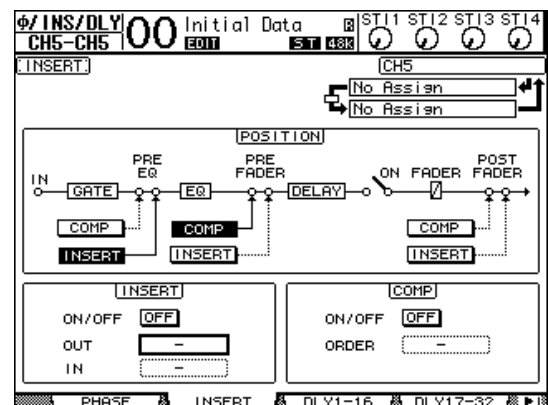 φ/INS/DLY 00 Initial Data B STI1 STI2 STI3 STI4
CH5-CH5 EDIT ST 48K
INSERT CH5
No Assign
No Assign
POSITION
PRE EQ PRE FADER POST FADER
IN GATE EQ DELAY ON FADER
COMP COMP COMP
INSERT INSERT INSERT
INSERT COMP
ON/OFF OFF ON/OFF OFF
OUT - ORDER -
IN -
PHASE INSERT DLY1-16 DLY17-32